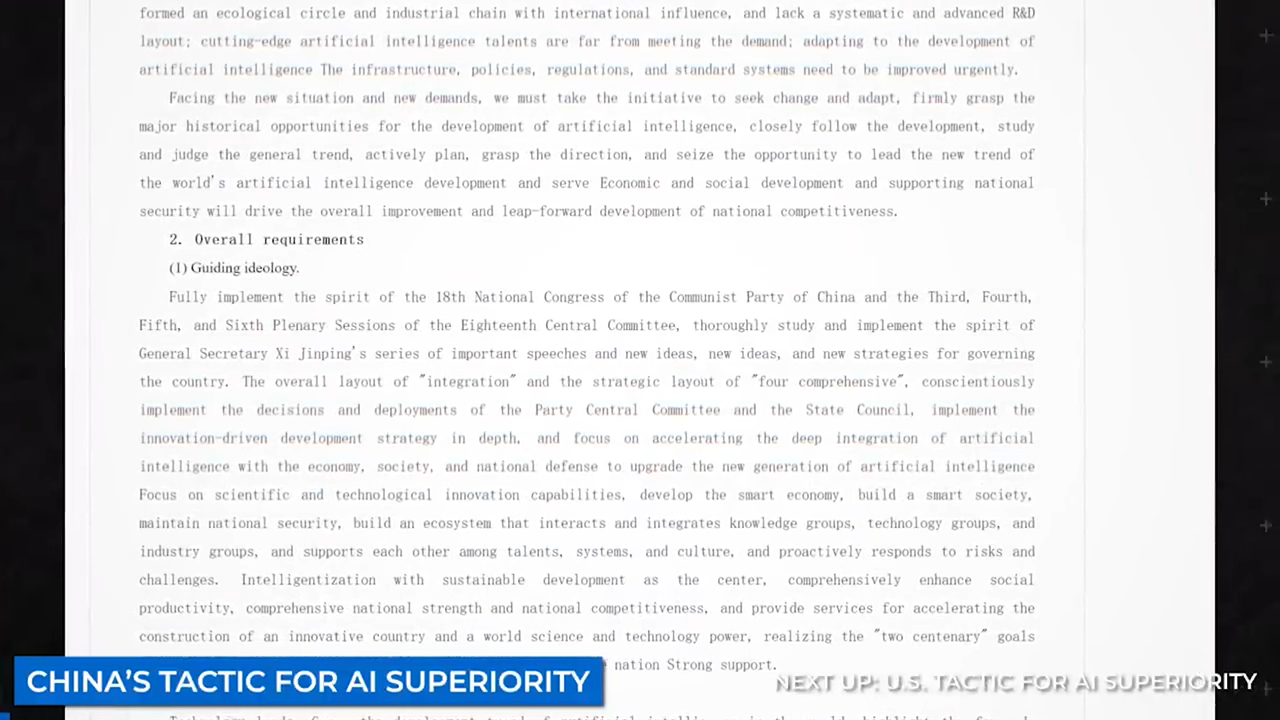 formed an ecological circle and industrial chain with international influence, and lack a systematic and advanced R&D
layout; cutting-edge artificial intelligence talents are far from meeting the demand; adapting to the development of
artificial intelligence The infrastructure, policies, regulations, and standard systems need to be improved urgently.
Facing the new situation and new demands, we must take the initiative to seek change and adapt, firmly grasp the
major historical opportunities for the development of artificial intelligence, closely follow the development, study
and judge the general trend, actively plan, grasp the direction, and seize the opportunity to lead the new trend of
the world's artificial intelligence development and serve Economic and social development and supporting national
security will drive the overall improvement and leap-forward development of national competitiveness.
2. Overall requirements
(1) Guiding ideology.
Fully implement the spirit of the 18th National Congress of the Communist Party of China and the Third, Fourth,
Fifth, and Sixth Plenary Sessions of the Eighteenth Central Committee, thoroughly study and implement the spirit of
General Secretary Xi Jinping's series of important speeches and new ideas, new ideas, and new strategies for governing
the country. The overall layout of "integration" and the strategic layout of "four comprehensive", conscientiously
implement the decisions and deployments of the Party Central Committee and the State Council, implement the
innovation-driven development strategy in depth, and focus on accelerating the deep integration of artificial
intelligence with the economy, society, and national defense to upgrade the new generation of artificial intelligence
Focus on scientific and technological innovation capabilities, develop the smart economy, build a smart society,
maintain national security, build an ecosystem that interacts and integrates knowledge groups, technology groups, and
industry groups, and supports each other among talents, systems, and culture, and proactively responds to risks and
challenges. Intelligentization with sustainable development as the center, comprehensively enhance social
productivity, comprehensive national strength and national competitiveness, and provide services for accelerating the
construction of an innovative country and a world science and technology power, realizing the "two centenary" goals
nation Strong support.
CHINA'S TACTIC FOR AI SUPERIORITY
NEXT UP: U.S. TACTIC FOR AI SUPERIORITY